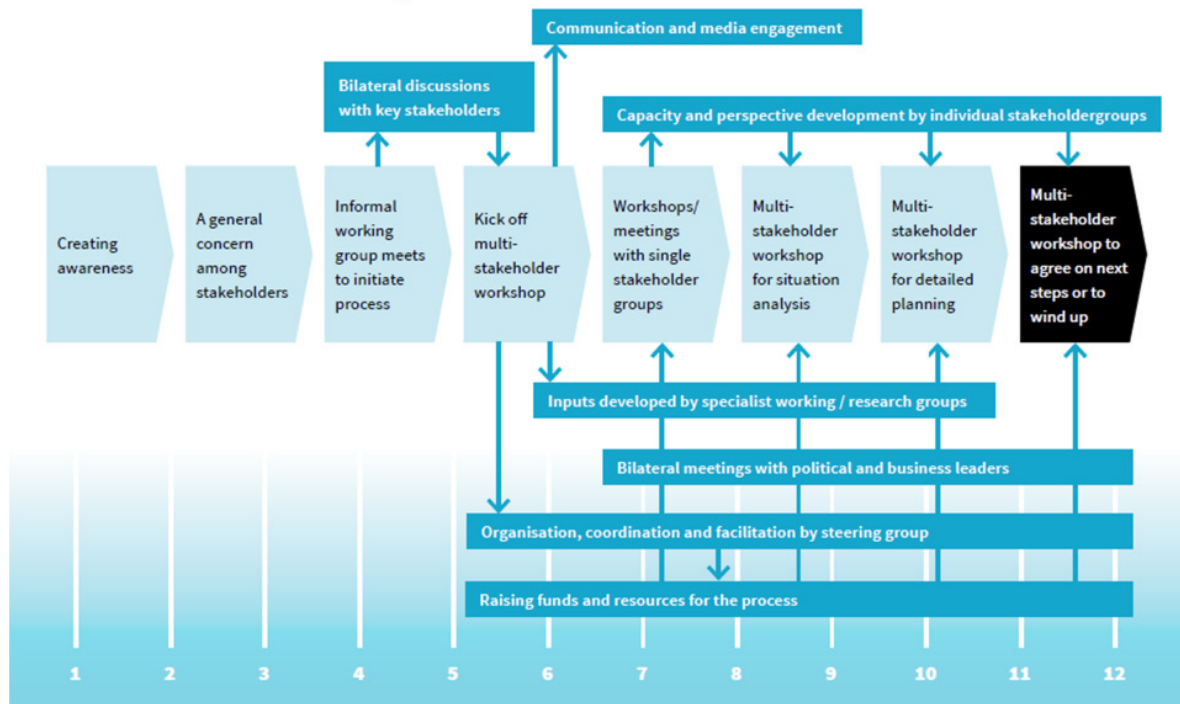 Communication and media engagement
Bilateral discussions
with key stakeholders
Capacity and perspective development by individual stakeholdergroups
Creating
awareness
A general
concern
among
stakeholders
Informal
working
group meets
to initiate
process
Kick off
multi-
stakeholder
workshop
Workshops/
meetings
with single
stakeholder
groups
Multi-
stakeholder
workshop
for situation
analysis
Multi-
stakeholder
workshop
for detailed
planning
Multi-
stakeholder
workshop to
agree on next
steps or to
wind up
Inputs developed by specialist working / research groups
Bilateral meetings with political and business leaders
Organisation, coordination and facilitation by steering group
Raising funds and resources for the process
1 2 3 4 5 6 7 8 9 10 11 12